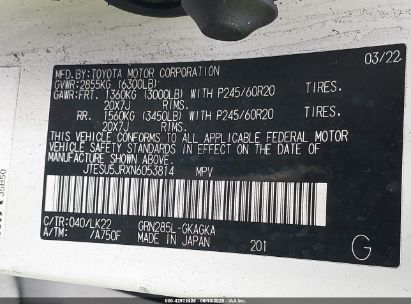 03/22
MFD. BY: TOYOTA MOTOR CORPORATION
GVWR: 2855KG (6300LB)
GAWR: FRT. 1360KG (3000LB) WITH P245/60R20 TIRES.
20X7J RIMS.
RR. 1560KG (3450LB) WITH P245/60R20 TIRES.
20X7J RIMS.
THIS VEHICLE CONFORMS TO ALL APPLICABLE FEDERAL MOTOR
VEHICLE SAFETY STANDARDS IN EFFECT ON THE DATE OF
MANUFACTURE SHOWN ABOVE.
JTESU5JRXN6053814 MPV
C/TR: 040/LK22 GRN285L-GKAGKA
A/TM: /A750F MADE IN JAPAN 201 G